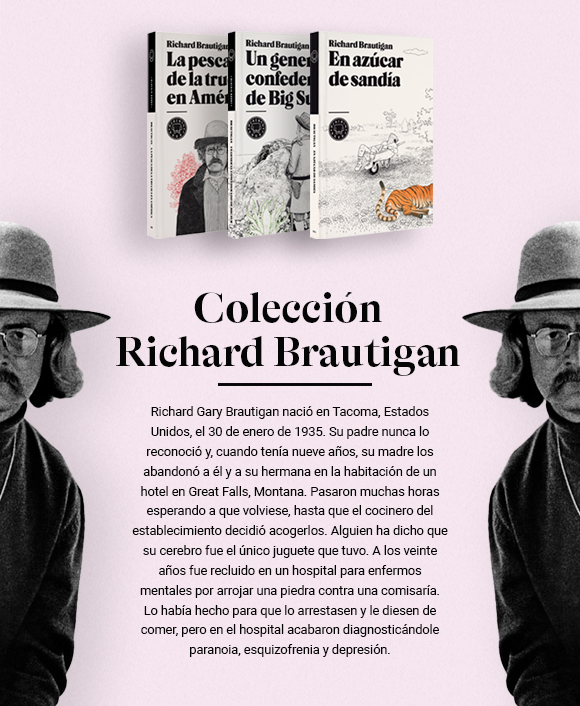 Richard Brautigan
La pesca
de la tru
en Amér
Richard Brautigan
Un gener
confeder
de Big Su
Richard Brautigan
En azúcar
de sandía
Colección
Richard Brautigan
Richard Gary Brautigan nació en Tacoma, Estados
Unidos, el 30 de enero de 1935. Su padre nunca lo
reconoció y, cuando tenía nueve años, su madre los
abandonó a él y a su hermana en la habitación de un
hotel en Great Falls, Montana. Pasaron muchas horas
esperando a que volviese, hasta que el cocinero del
establecimiento decidió acogerlos. Alguien ha dicho que
su cerebro fue el único juguete que tuvo. A los veinte
años fue recluido en un hospital para enfermos
mentales por arrojar una piedra contra una comisaría.
Lo había hecho para que lo arrestasen y le diesen de
comer, pero en el hospital acabaron diagnosticándole
paranoia, esquizofrenia y depresión.